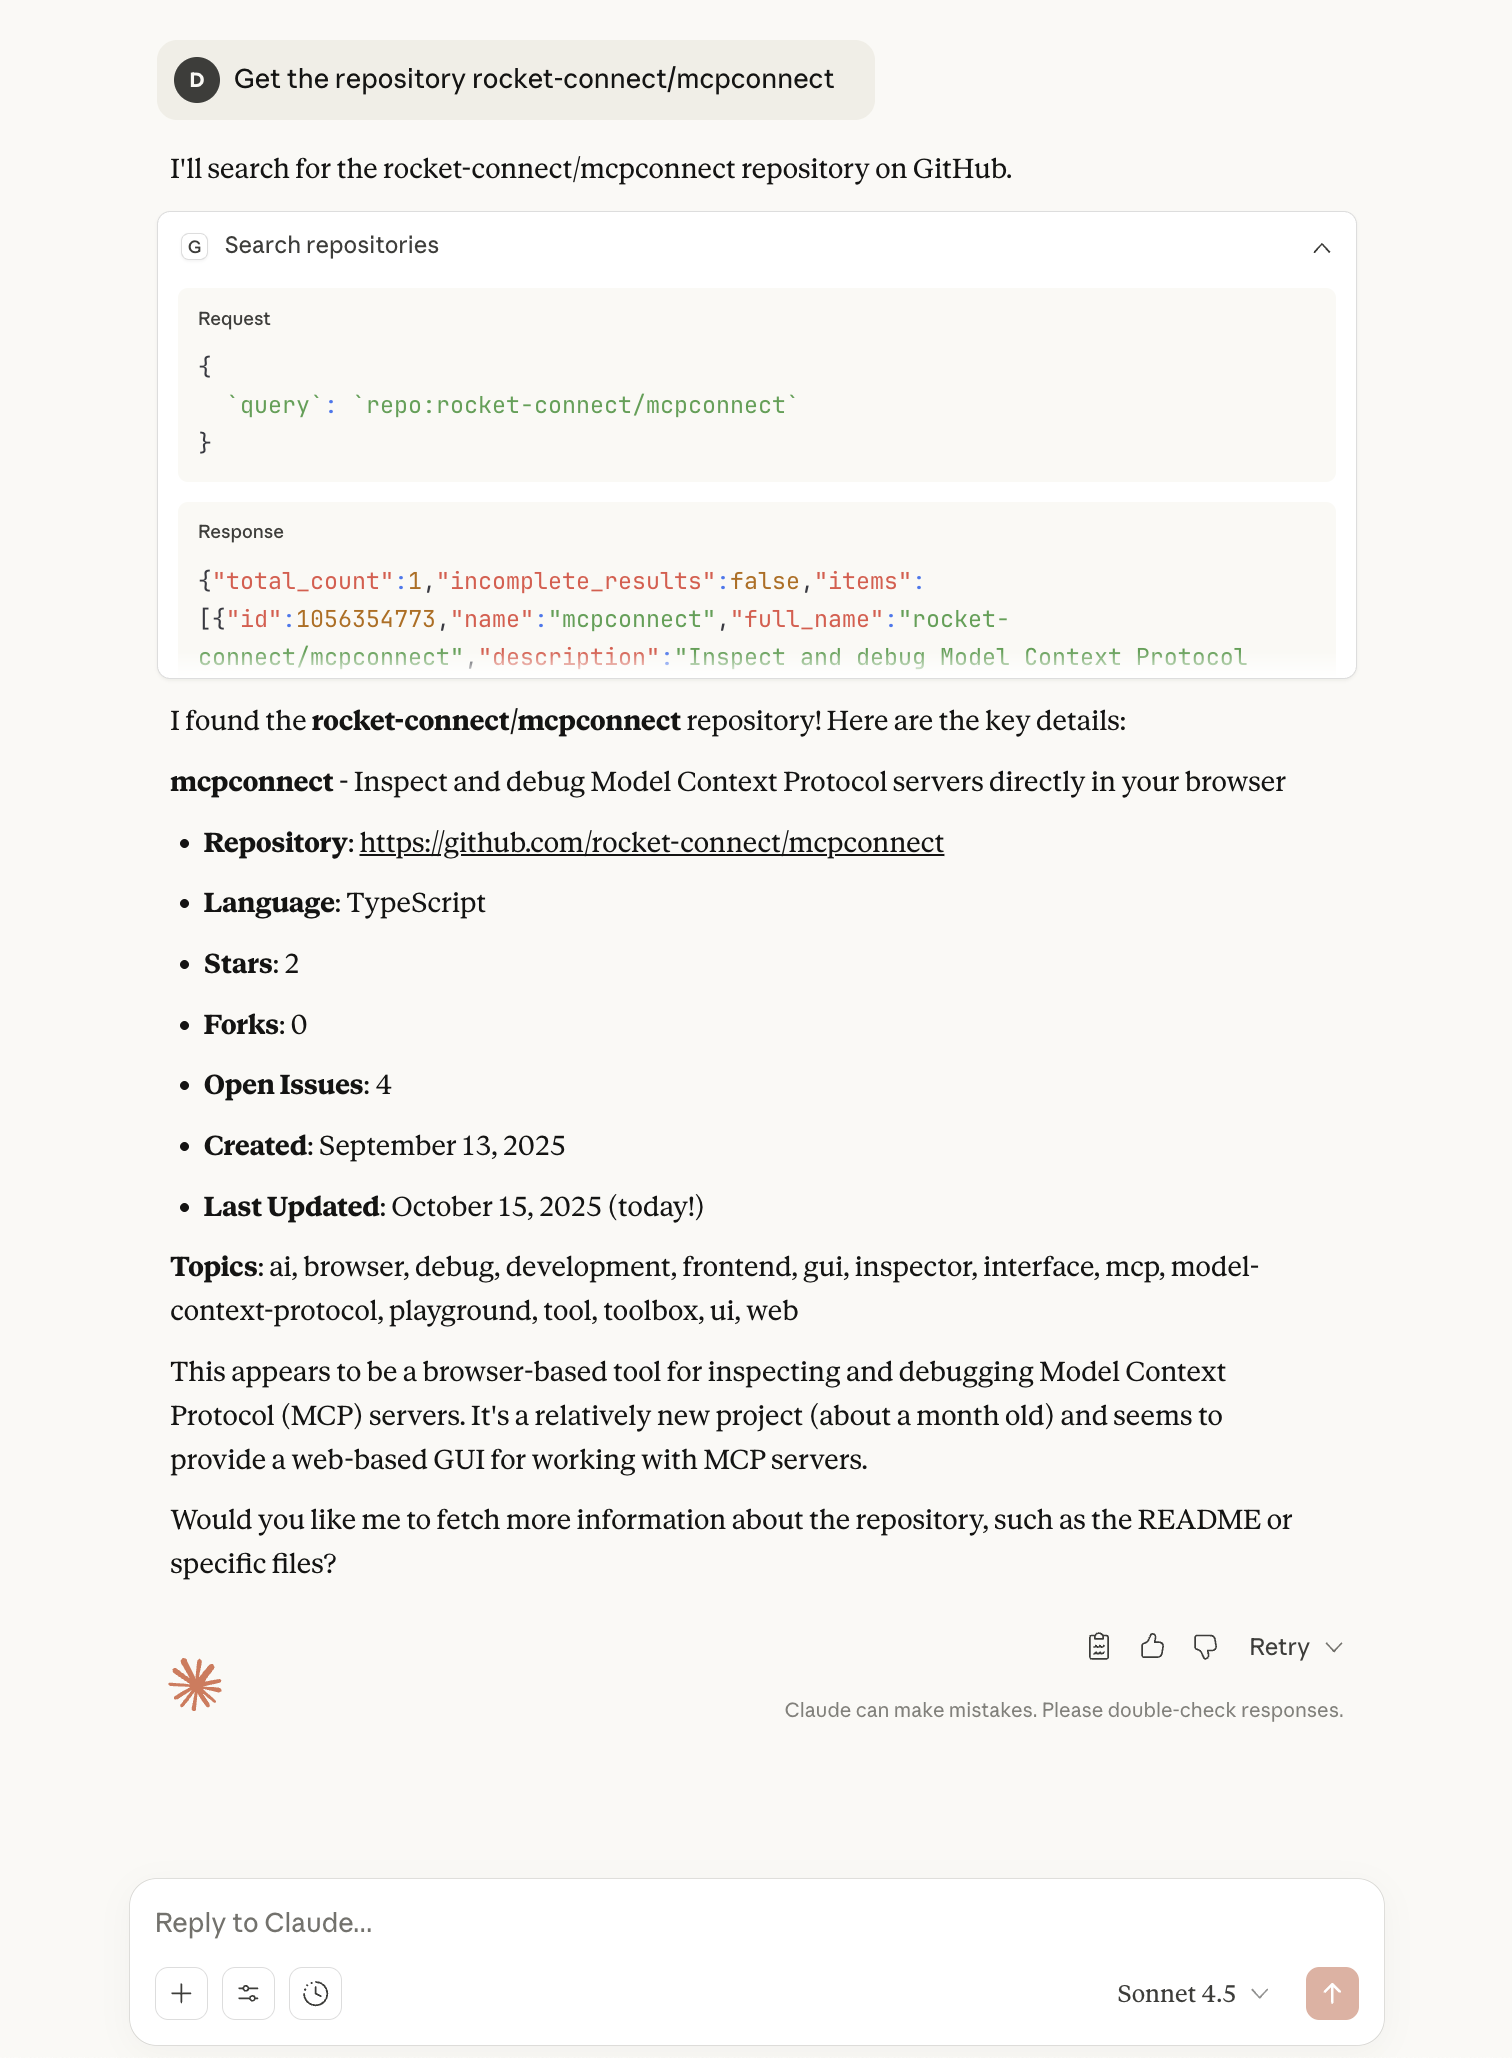 D Get the repository rocket-connect/mcpconnect
I'll search for the rocket-connect/mcpconnect repository on GitHub.
G Search repositories
Request
{
  `query`: `repo:rocket-connect/mcpconnect`
}
Response
{"total_count":1,"incomplete_results":false,"items":
[{"id":1056354773,"name":"mcpconnect","full_name":"rocket-
connect/mcpconnect","description":"Inspect and debug Model Context Protocol
I found the rocket-connect/mcpconnect repository! Here are the key details:
mcpconnect - Inspect and debug Model Context Protocol servers directly in your browser
• Repository: https://github.com/rocket-connect/mcpconnect
• Language: TypeScript
• Stars: 2
• Forks: 0
• Open Issues: 4
• Created: September 13, 2025
• Last Updated: October 15, 2025 (today!)
Topics: ai, browser, debug, development, frontend, gui, inspector, interface, mcp, model-
context-protocol, playground, tool, toolbox, ui, web
This appears to be a browser-based tool for inspecting and debugging Model Context
Protocol (MCP) servers. It's a relatively new project (about a month old) and seems to
provide a web-based GUI for working with MCP servers.
Would you like me to fetch more information about the repository, such as the README or
specific files?
Retry
Claude can make mistakes. Please double-check responses.
Reply to Claude...
Sonnet 4.5